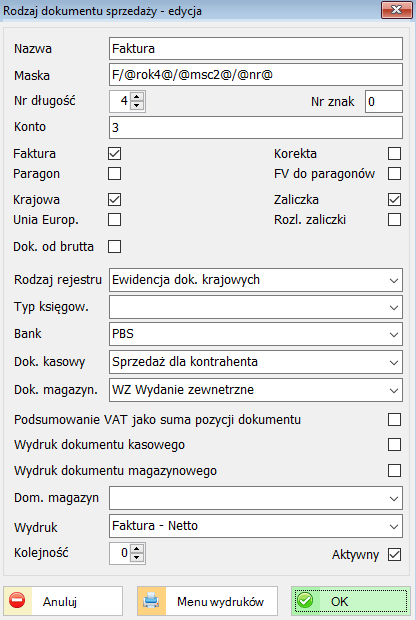 Rodzaj dokumentu sprzedaży - edycja
Nazwa Faktura
Maska F/@rok4@/@msc2@/@nr@
Nr długość 4 Nr znak 0
Konto 3
Faktura Korekta
Paragon FV do paragonów
Krajowa Zaliczka
Unia Europ. Rozl. zaliczki
Dok. od brutta
Rodzaj rejestru Ewidencja dok. krajowych
Typ księgow.
Bank PBS
Dok. kasowy Sprzedaż dla kontrahenta
Dok. magazyn. WZ Wydanie zewnetrzne
Podsumowanie VAT jako suma pozycji dokumentu
Wydruk dokumentu kasowego
Wydruk dokumentu magazynowego
Dom. magazyn
Wydruk Faktura - Netto
Kolejność 0 Aktywny
Anuluj Menu wydruków OK